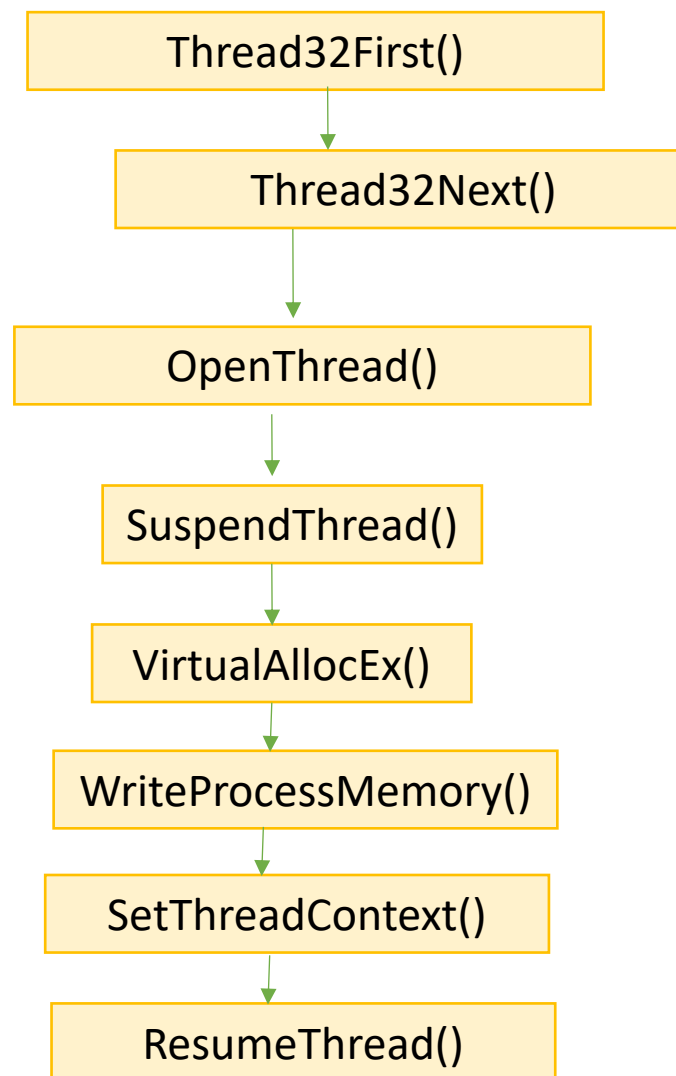 Thread32First()
Thread32Next()
OpenThread()
SuspendThread()
VirtualAllocEx()
WriteProcessMemory()
SetThreadContext()
ResumeThread()